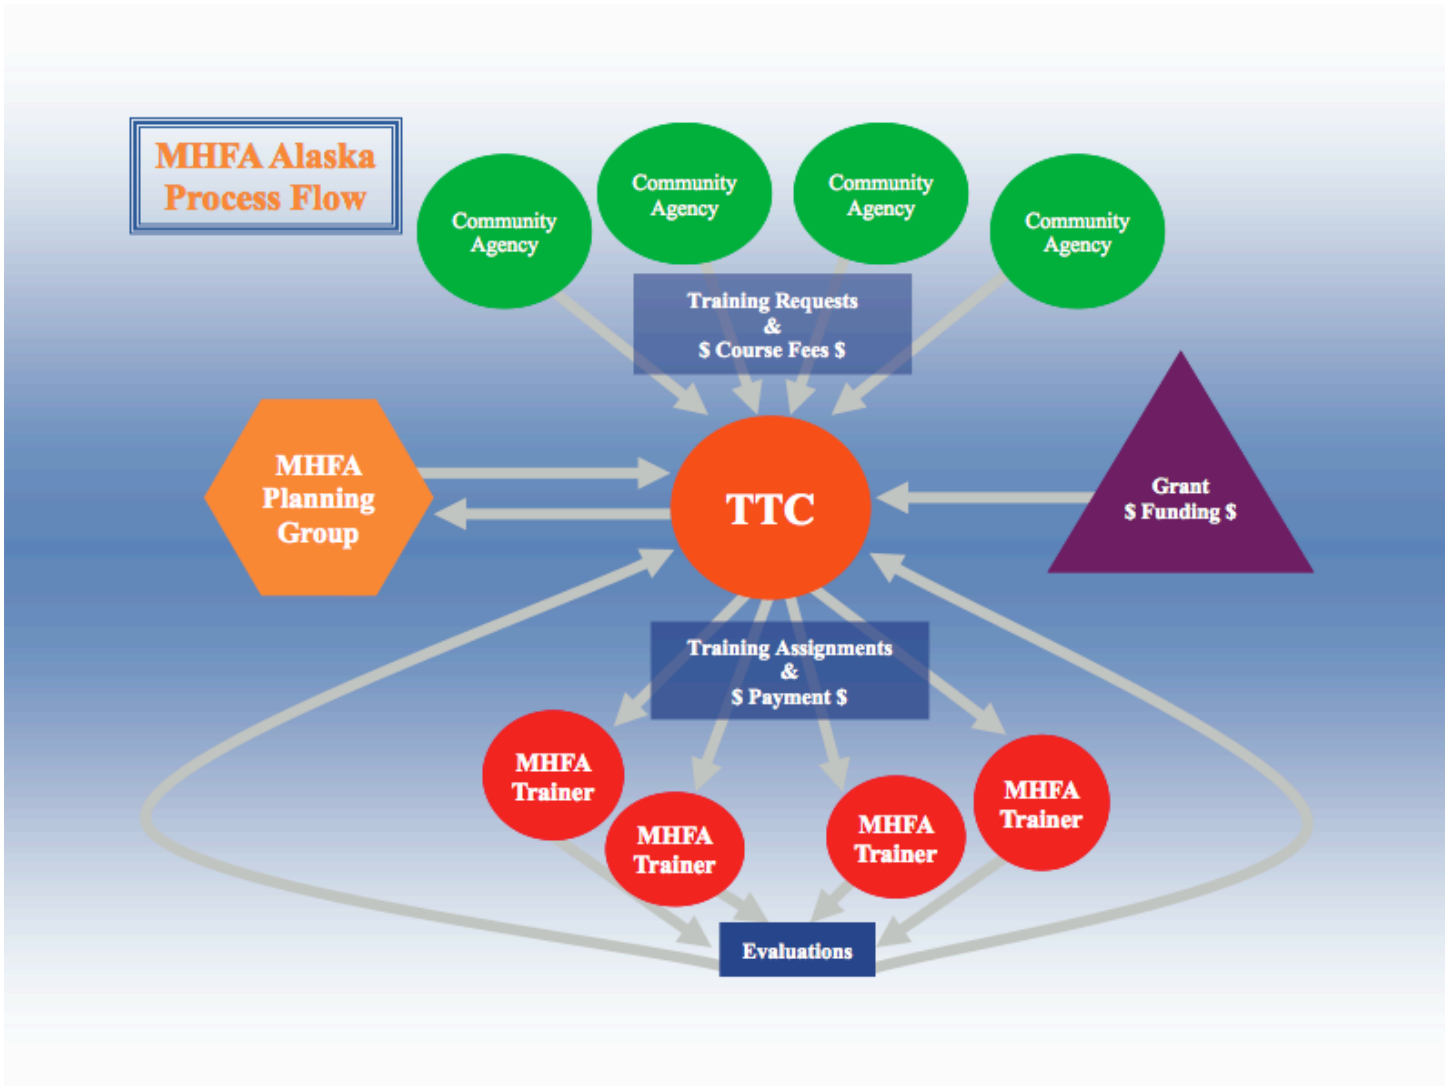 MHFA Alaska
Process Flow
Community
Agency
Community
Agency
Community
Agency
Community
Agency
Training Requests
&
$ Course Fees $
MHFA
Planning
Group
TTC
Grant
$ Funding $
Training Assignments
&
$ Payment $
MHFA
Trainer
MHFA
Trainer
MHFA
Trainer
MHFA
Trainer
Evaluations